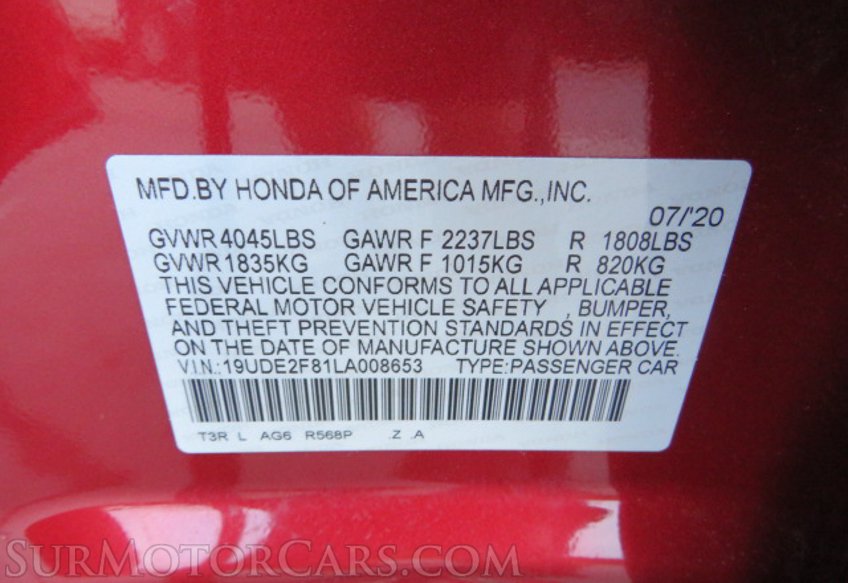 MFD.BY HONDA OF AMERICA MFG.,INC.
07/'20
GVWR 4045LBS GAWR F 2237LBS R 1808LBS
GVWR 1835KG GAWR F 1015KG R 820KG
THIS VEHICLE CONFORMS TO ALL APPLICABLE
FEDERAL MOTOR VEHICLE SAFETY , BUMPER,
AND THEFT PREVENTION STANDARDS IN EFFECT
ON THE DATE OF MANUFACTURE SHOWN ABOVE.
V.I.N.:19UDE2F81LA008653 TYPE:PASSENGER CAR
T3R L AG6 R568P .Z .A
SURMOTORCARS.COM